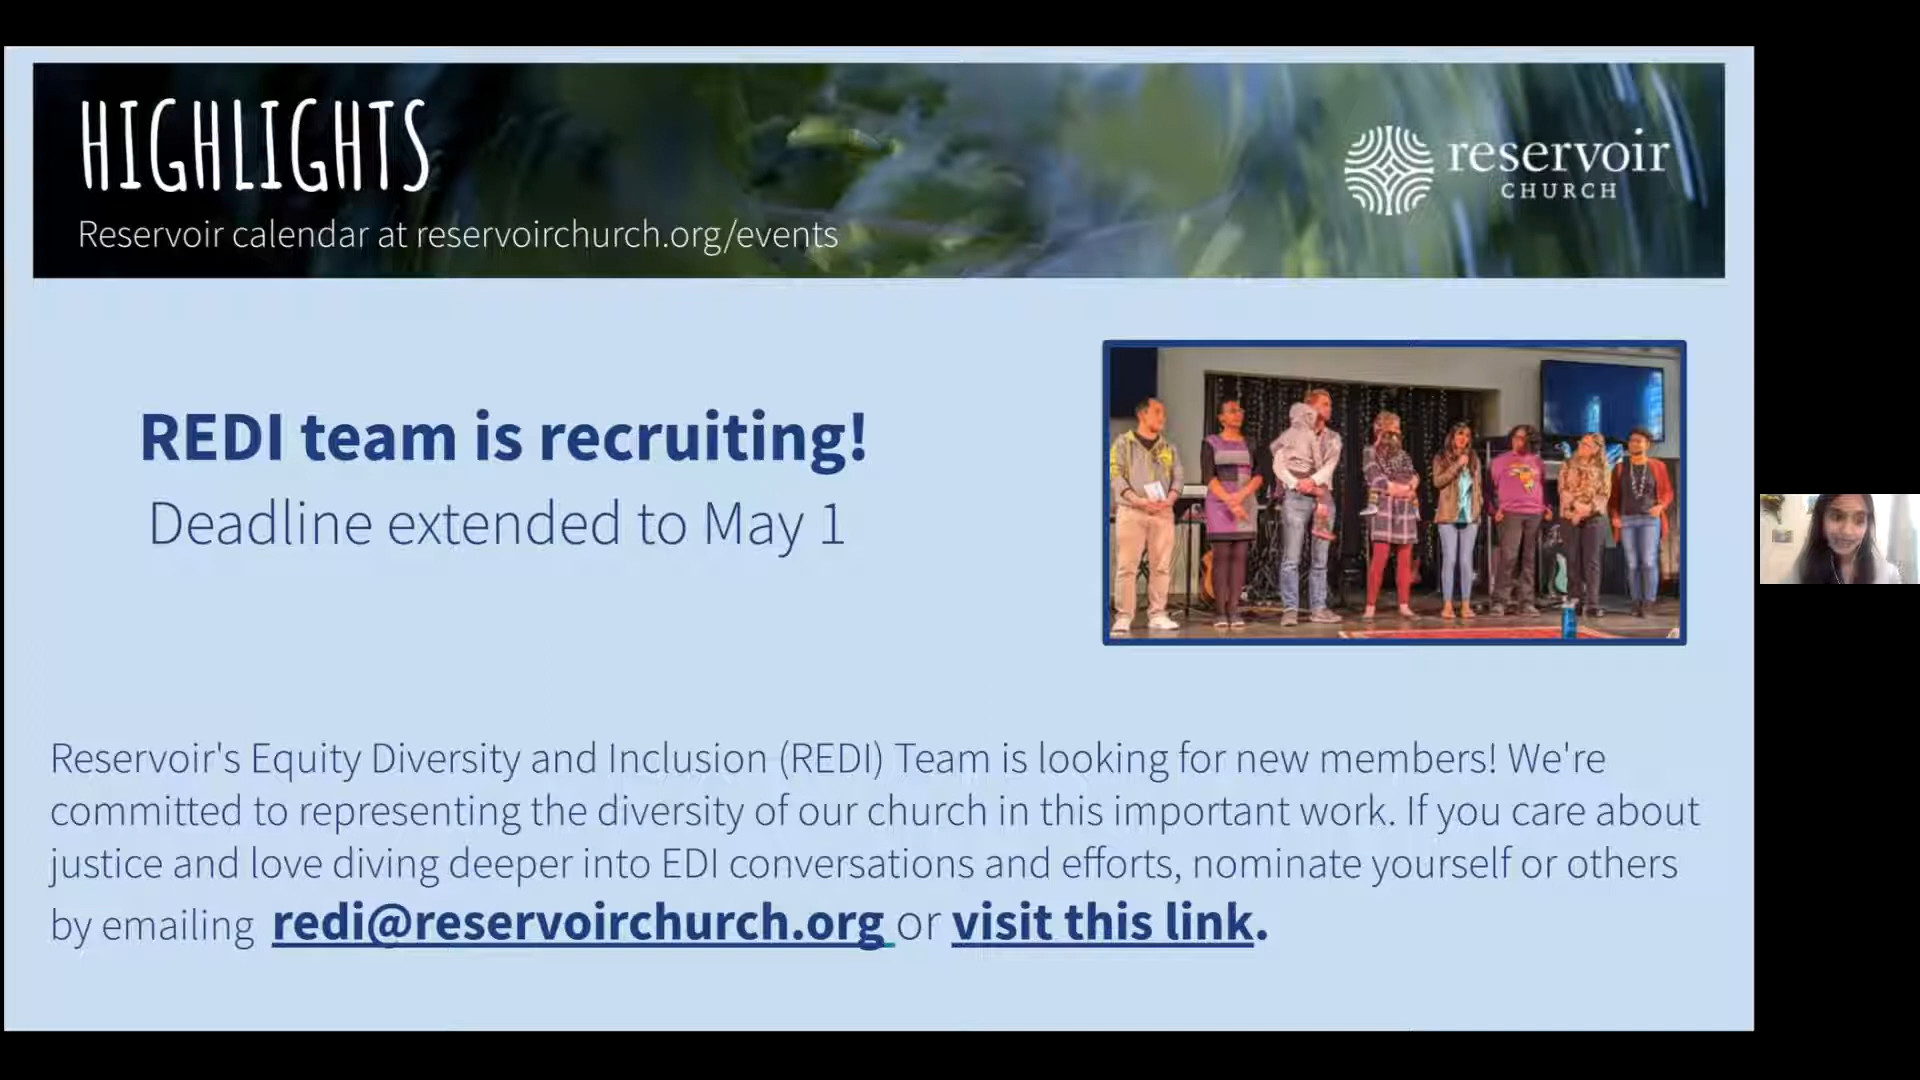 HIGHLIGHTS
Reservoir calendar at reservoirchurch.org/events
reservoir
CHURCH
REDI team is recruiting!
Deadline extended to May 1
Reservoir's Equity Diversity and Inclusion (REDI) Team is looking for new members! We're
committed to representing the diversity of our church in this important work. If you care about
justice and love diving deeper into EDI conversations and efforts, nominate yourself or others
by emailing redi@reservoirchurch.org or visit this link.